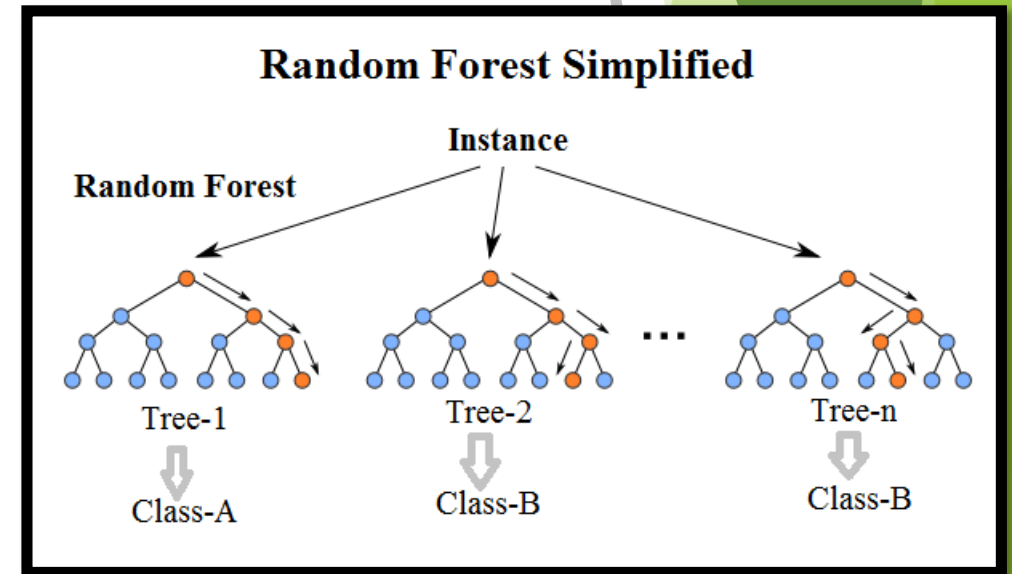 Random Forest Simplified
Instance
Random Forest
...
Tree-1
Tree-2
Tree-n
Class-A
Class-B
Class-B